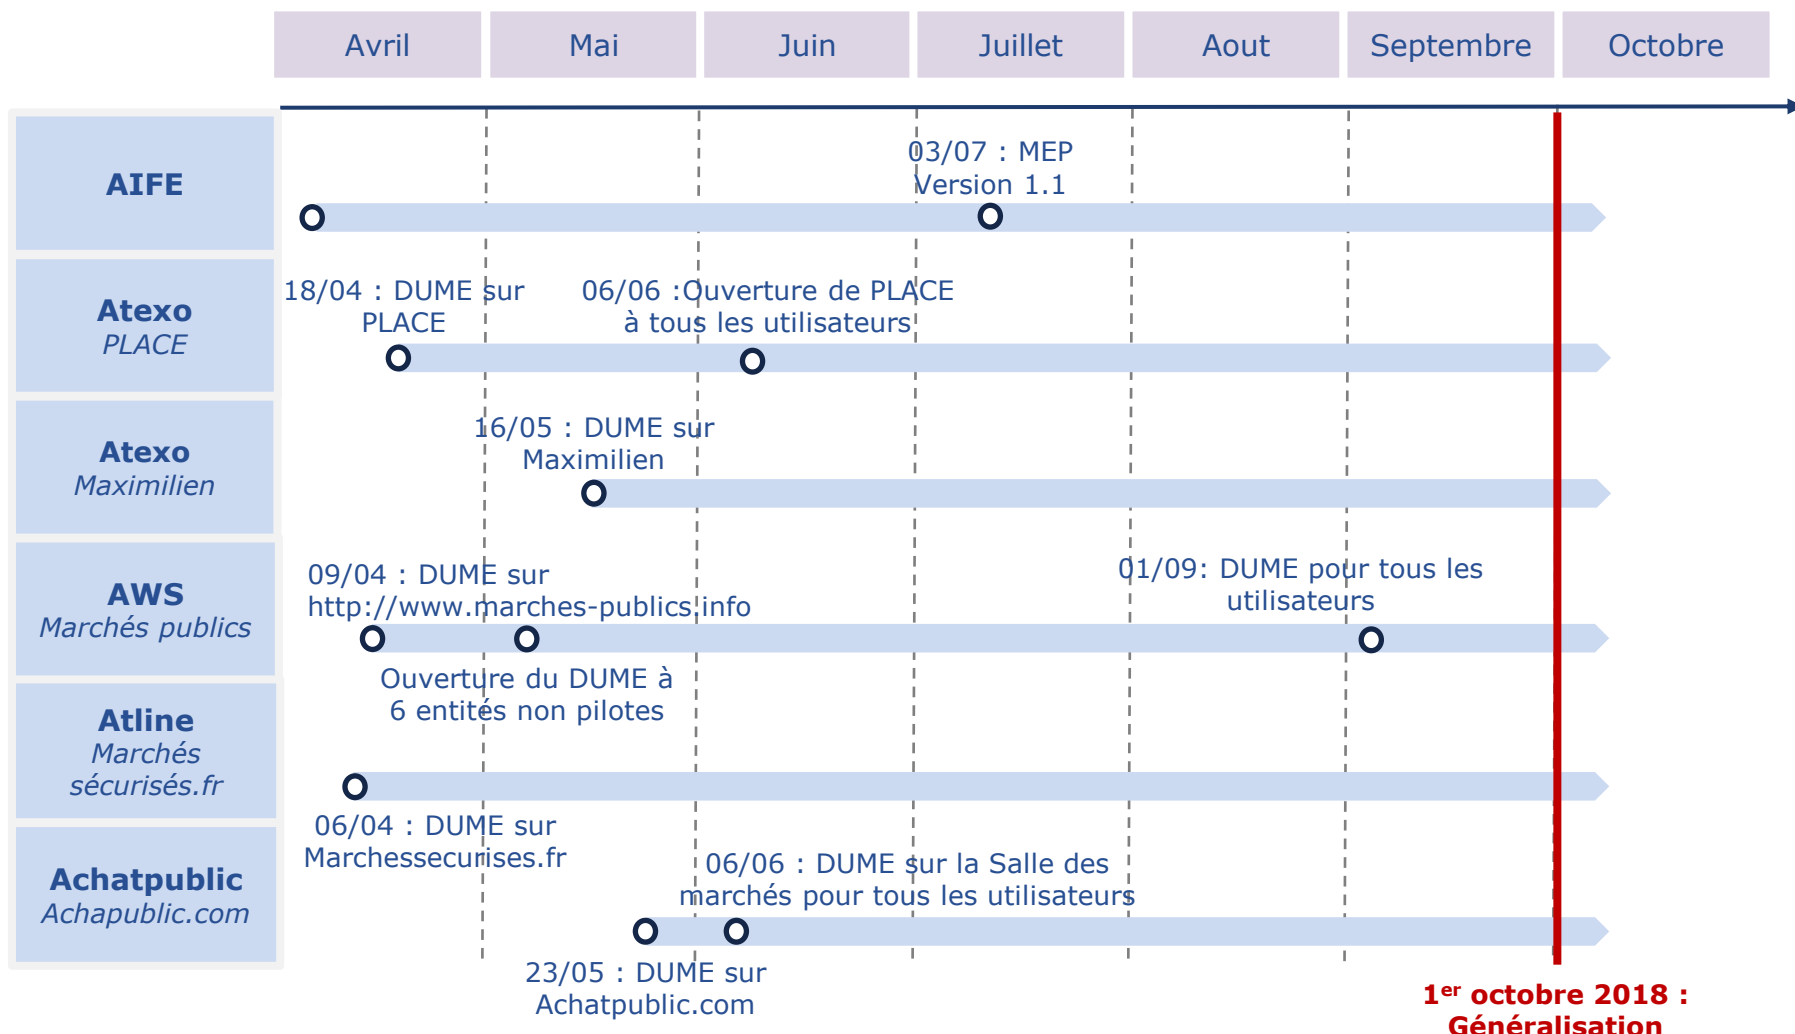 Avril Mai Juin Juillet Aout Septembre Octobre
AIFE
03/07 : MEP
Version 1.1
Atexo
PLACE
18/04 : DUME sur
PLACE
06/06 :Ouverture de PLACE
à tous les utilisateurs
Atexo
Maximilien
16/05 : DUME sur
Maximilien
AWS
Marchés publics
09/04 : DUME sur
http://www.marches-publics.info
Ouverture du DUME à
6 entités non pilotes
01/09: DUME pour tous les
utilisateurs
Atline
Marchés
sécurisés.fr
06/04 : DUME sur
Marchessecurises.fr
Achatpublic
Achapublic.com
06/06 : DUME sur la Salle des
marchés pour tous les utilisateurs
23/05 : DUME sur
Achatpublic.com
1er octobre 2018 :
Généralisation